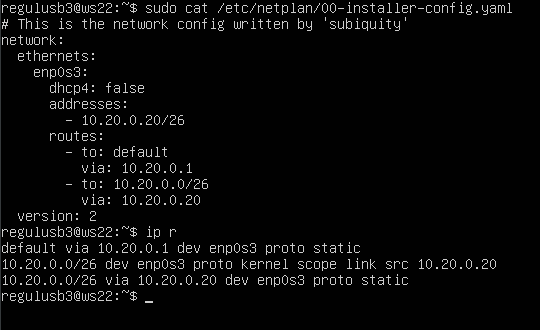 regulusb3@ws22:~$ sudo cat /etc/netplan/00-installer-config.yaml
# This is the network config written by 'subiquity'
network:
  ethernets:
    enp0s3:
      dhcp4: false
      addresses:
        - 10.20.0.20/26
      routes:
        - to: default
          via: 10.20.0.1
        - to: 10.20.0.0/26
          via: 10.20.0.20
  version: 2
regulusb3@ws22:~$ ip r
default via 10.20.0.1 dev enp0s3 proto static
10.20.0.0/26 dev enp0s3 proto kernel scope link src 10.20.0.20
10.20.0.0/26 via 10.20.0.20 dev enp0s3 proto static
regulusb3@ws22:~$ _